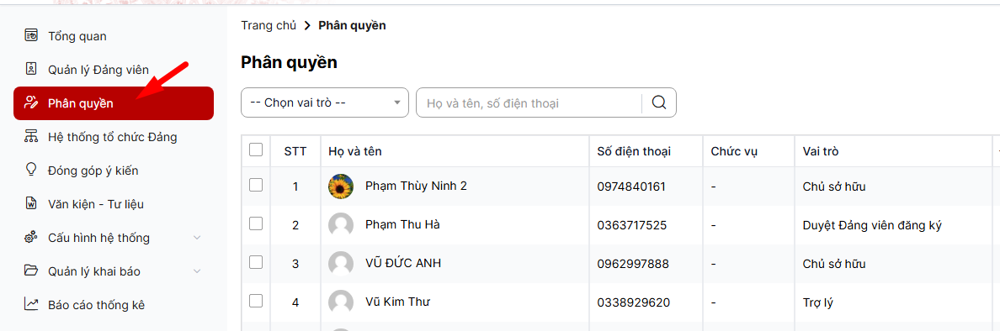 Tổng quan
Quản lý Đảng viên
Phân quyền
Hệ thống tổ chức Đảng
Đóng góp ý kiến
Văn kiện - Tư liệu
Cấu hình hệ thống
Quản lý khai báo
Báo cáo thống kê
Trang chủ > Phân quyền
Phân quyền
-- Chọn vai trò -- Họ và tên, số điện thoại
STT Họ và tên Số điện thoại Chức vụ Vai trò
1 Phạm Thùy Ninh 2 0974840161 - Chủ sở hữu
2 Phạm Thu Hà 0363717525 - Duyệt Đảng viên đăng ký
3 VŨ ĐỨC ANH 0962997888 - Chủ sở hữu
4 Vũ Kim Thư 0338929620 - Trợ lý